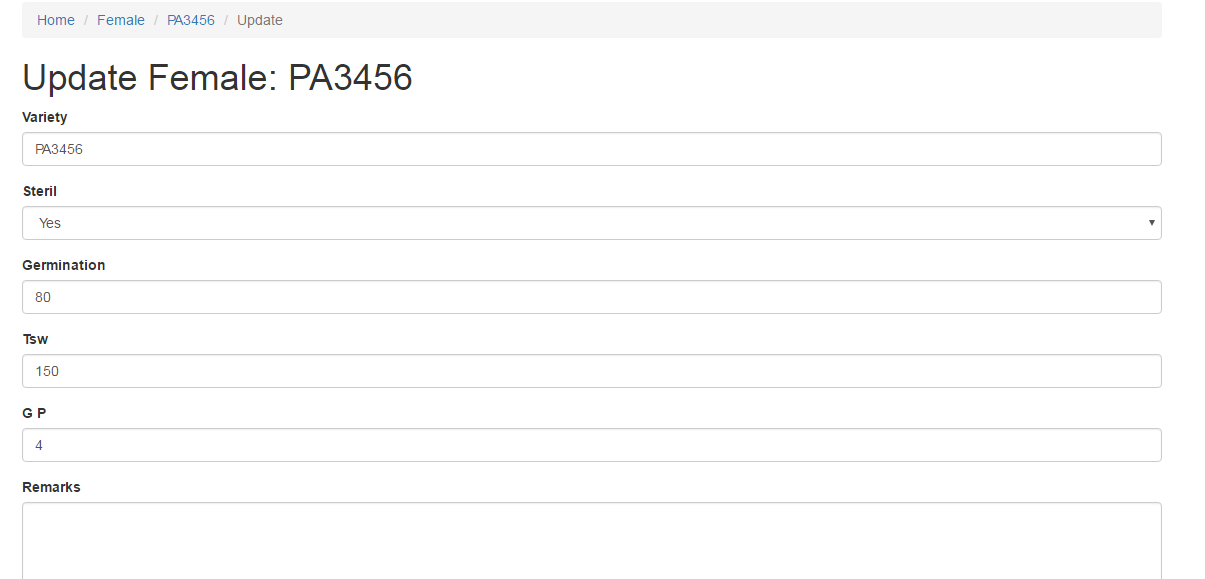 Home / Female / PA3456 / Update
Update Female: PA3456
Variety
PA3456
Steril
Yes
Germination
80
Tsw
150
G P
4
Remarks